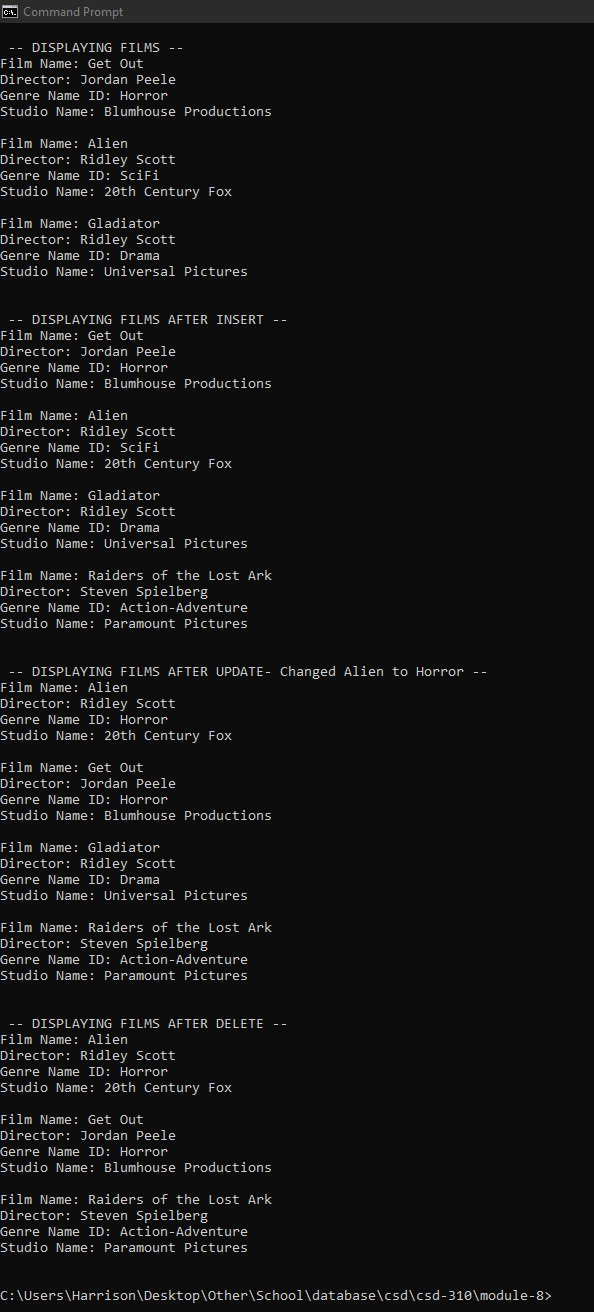 Command Prompt
-- DISPLAYING FILMS --
Film Name: Get Out
Director: Jordan Peele
Genre Name ID: Horror
Studio Name: Blumhouse Productions
Film Name: Alien
Director: Ridley Scott
Genre Name ID: SciFi
Studio Name: 20th Century Fox
Film Name: Gladiator
Director: Ridley Scott
Genre Name ID: Drama
Studio Name: Universal Pictures
-- DISPLAYING FILMS AFTER INSERT --
Film Name: Get Out
Director: Jordan Peele
Genre Name ID: Horror
Studio Name: Blumhouse Productions
Film Name: Alien
Director: Ridley Scott
Genre Name ID: SciFi
Studio Name: 20th Century Fox
Film Name: Gladiator
Director: Ridley Scott
Genre Name ID: Drama
Studio Name: Universal Pictures
Film Name: Raiders of the Lost Ark
Director: Steven Spielberg
Genre Name ID: Action-Adventure
Studio Name: Paramount Pictures
-- DISPLAYING FILMS AFTER UPDATE- Changed Alien to Horror --
Film Name: Alien
Director: Ridley Scott
Genre Name ID: Horror
Studio Name: 20th Century Fox
Film Name: Get Out
Director: Jordan Peele
Genre Name ID: Horror
Studio Name: Blumhouse Productions
Film Name: Gladiator
Director: Ridley Scott
Genre Name ID: Drama
Studio Name: Universal Pictures
Film Name: Raiders of the Lost Ark
Director: Steven Spielberg
Genre Name ID: Action-Adventure
Studio Name: Paramount Pictures
-- DISPLAYING FILMS AFTER DELETE --
Film Name: Alien
Director: Ridley Scott
Genre Name ID: Horror
Studio Name: 20th Century Fox
Film Name: Get Out
Director: Jordan Peele
Genre Name ID: Horror
Studio Name: Blumhouse Productions
Film Name: Raiders of the Lost Ark
Director: Steven Spielberg
Genre Name ID: Action-Adventure
Studio Name: Paramount Pictures
C:\Users\Harrison\Desktop\Other\School\database\csd\csd-310\module-8>